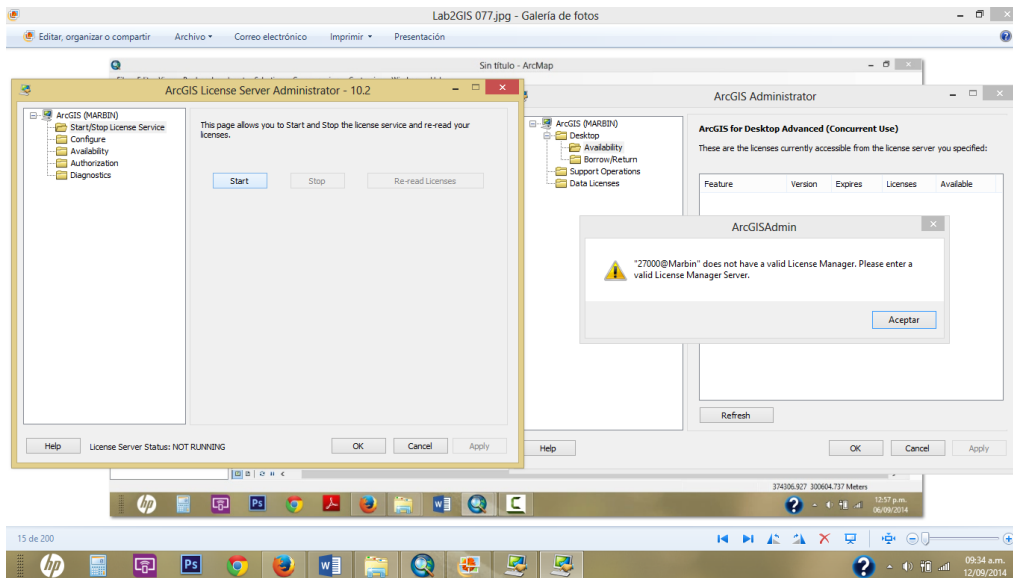 Lab2GIS 077.jpg - Galería de fotos
Editar, organizar o compartir Archivo Correo electrónico Imprimir Presentación
Sin título - ArcMap
ArcGIS License Server Administrator - 10.2
ArcGIS (MARBIN)
Start/Stop License Service
Configure
Availability
Authorization
Diagnostics
This page allows you to Start and Stop the license service and re-read your
licenses.
Start Stop Re-read Licenses
Help License Server Status: NOT RUNNING OK Cancel Apply
ArcGIS Administrator
ArcGIS (MARBIN)
Desktop
Availability
Borrow/Return
Support Operations
Data Licenses
ArcGIS for Desktop Advanced (Concurrent Use)
These are the licenses currently accessible from the license server you specified:
Feature Version Expires Licenses Available
ArcGISAdmin
"27000@Marbin" does not have a valid License Manager. Please enter a
valid License Manager Server.
Aceptar
Refresh
Help OK Cancel Apply
374306.927 300604.737 Meters
hp Ps W C ?
12:57 p.m.
06/09/2014
15 de 200
hp Ps W ?
09:34 a.m.
12/09/2014